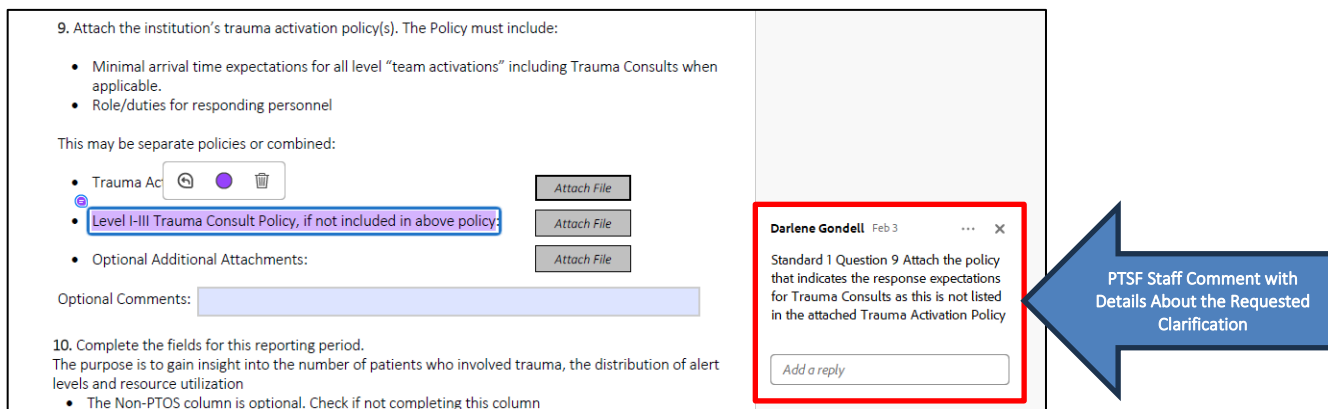 9. Attach the institution’s trauma activation policy(s). The Policy must include:
• Minimal arrival time expectations for all level “team activations” including Trauma Consults when
applicable.
• Role/duties for responding personnel
This may be separate policies or combined:
• Trauma Ac
Attach File
• Level I-III Trauma Consult Policy, if not included in above policy:
Attach File
• Optional Additional Attachments:
Attach File
Optional Comments:
10. Complete the fields for this reporting period.
The purpose is to gain insight into the number of patients who involved trauma, the distribution of alert
levels and resource utilization
• The Non-PTOS column is optional. Check if not completing this column
Darlene Gondell Feb 3
Standard 1 Question 9 Attach the policy
that indicates the response expectations
for Trauma Consults as this is not listed
in the attached Trauma Activation Policy
Add a reply
PTSF Staff Comment with
Details About the Requested
Clarification